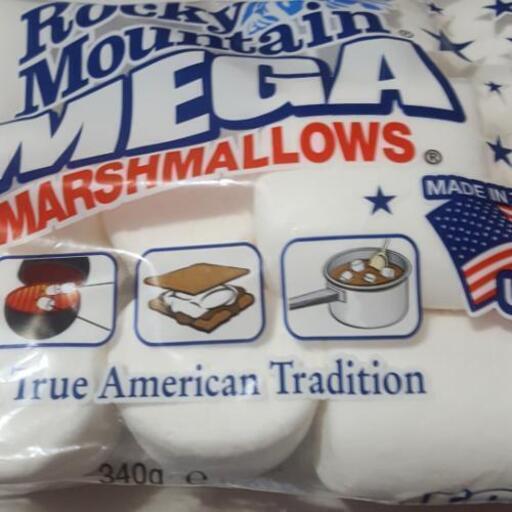 Rocky
Mountain®
MEGA
MARSHMALLOWS®
MADE IN
U
True American Tradition
340g e